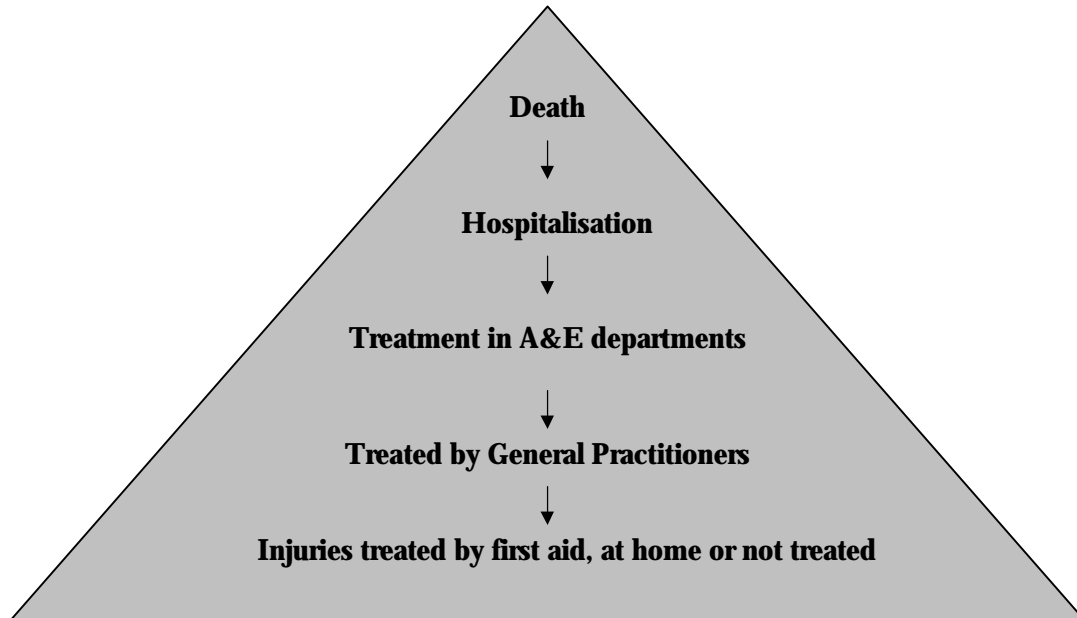 Death
Hospitalisation
Treatment in A&E departments
Treated by General Practitioners
Injuries treated by first aid, at home or not treated